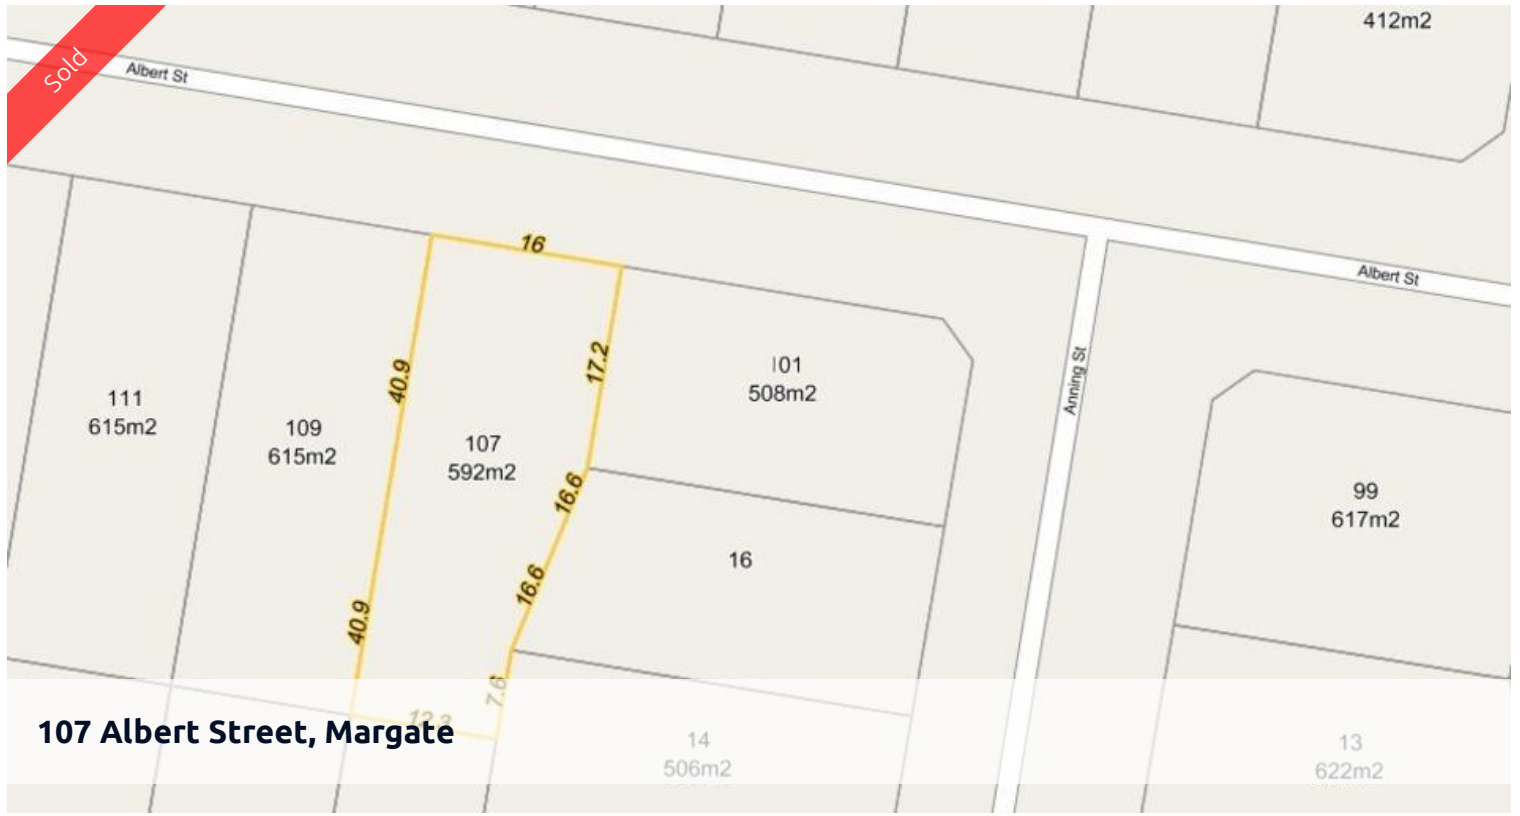 412m2
Sold
Albert St
16
Albert St
40.9
17.2
101
508m2
Anning St
111
615m2
109
615m2
107
592m2
16.6
99
617m2
16
16.6
40.9
7.6
12.3
107 Albert Street, Margate
14
506m2
13
622m2